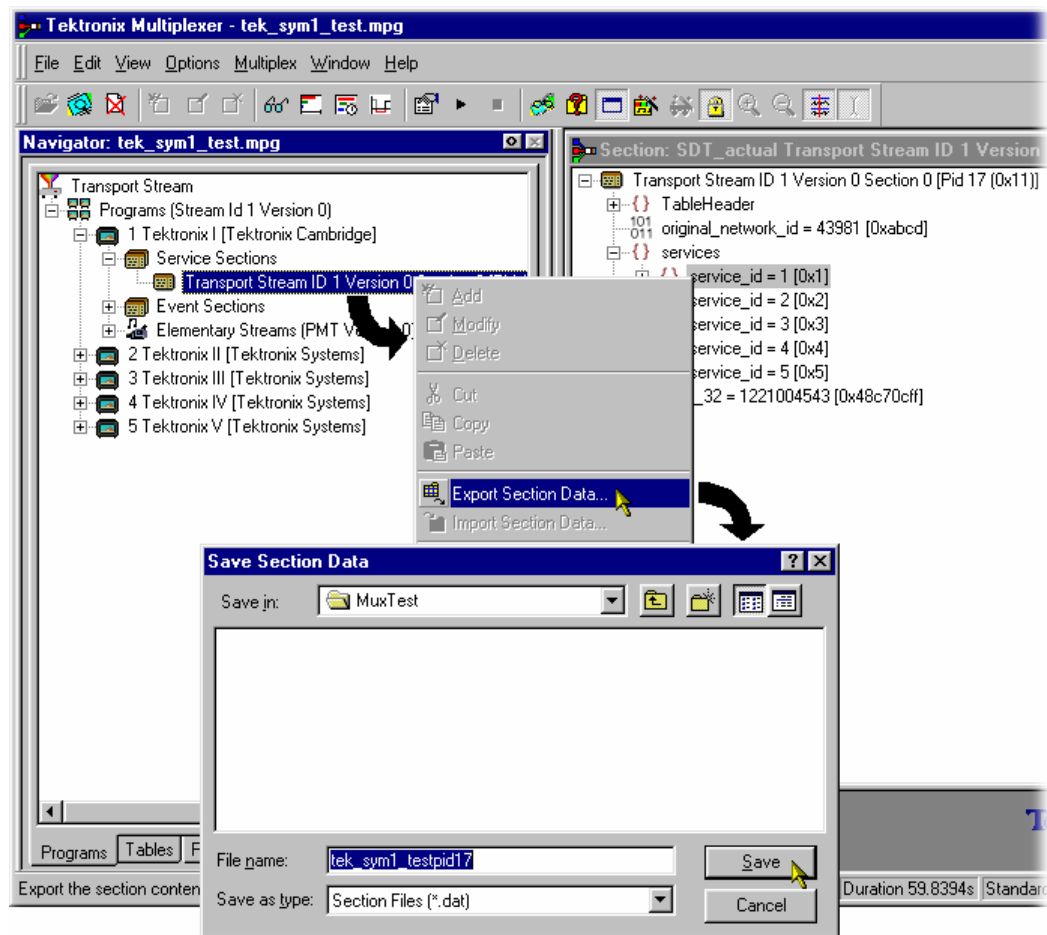 Tektronix Multiplexer - tek_sym1_test.mpg
File Edit View Options Multiplex Window Help
Navigator: tek_sym1_test.mpg
Transport Stream
Programs (Stream Id 1 Version 0)
1 Tektronix I [Tektronix Cambridge]
Service Sections
Transport Stream ID 1 Version 0
Event Sections
Elementary Streams (PMT V 0)
2 Tektronix II [Tektronix Systems]
3 Tektronix III [Tektronix Systems]
4 Tektronix IV [Tektronix Systems]
5 Tektronix V [Tektronix Systems]
Section: SDT_actual Transport Stream ID 1 Version
Transport Stream ID 1 Version 0 Section 0 [Pid 17 (0x11)]
{} TableHeader
101
011 original_network_id = 43981 [0xabcd]
{} services
service_id = 1 [0x1]
service_id = 2 [0x2]
service_id = 3 [0x3]
service_id = 4 [0x4]
service_id = 5 [0x5]
_32 = 1221004543 [0x48c70cff]
Add
Modify
Delete
Cut
Copy
Paste
Export Section Data...
Import Section Data...
Save Section Data
Save in: MuxTest
File name: tek_sym1_testpid17
Save
Save as type: Section Files (*.dat)
Cancel
Programs Tables F
Export the section conten
Duration 59.8394s Standar